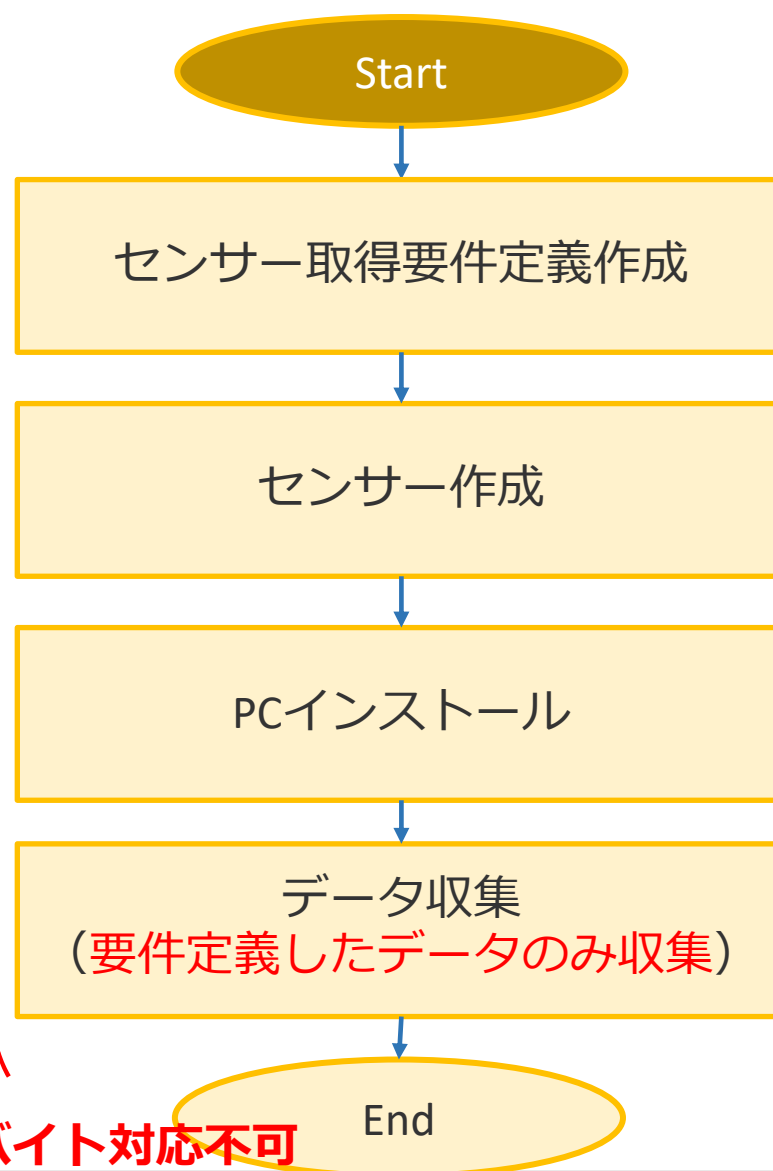 Start
センサー取得要件定義作成
センサー作成
PCインストール
データ収集
（要件定義したデータのみ収集）
End
バイト対応不可